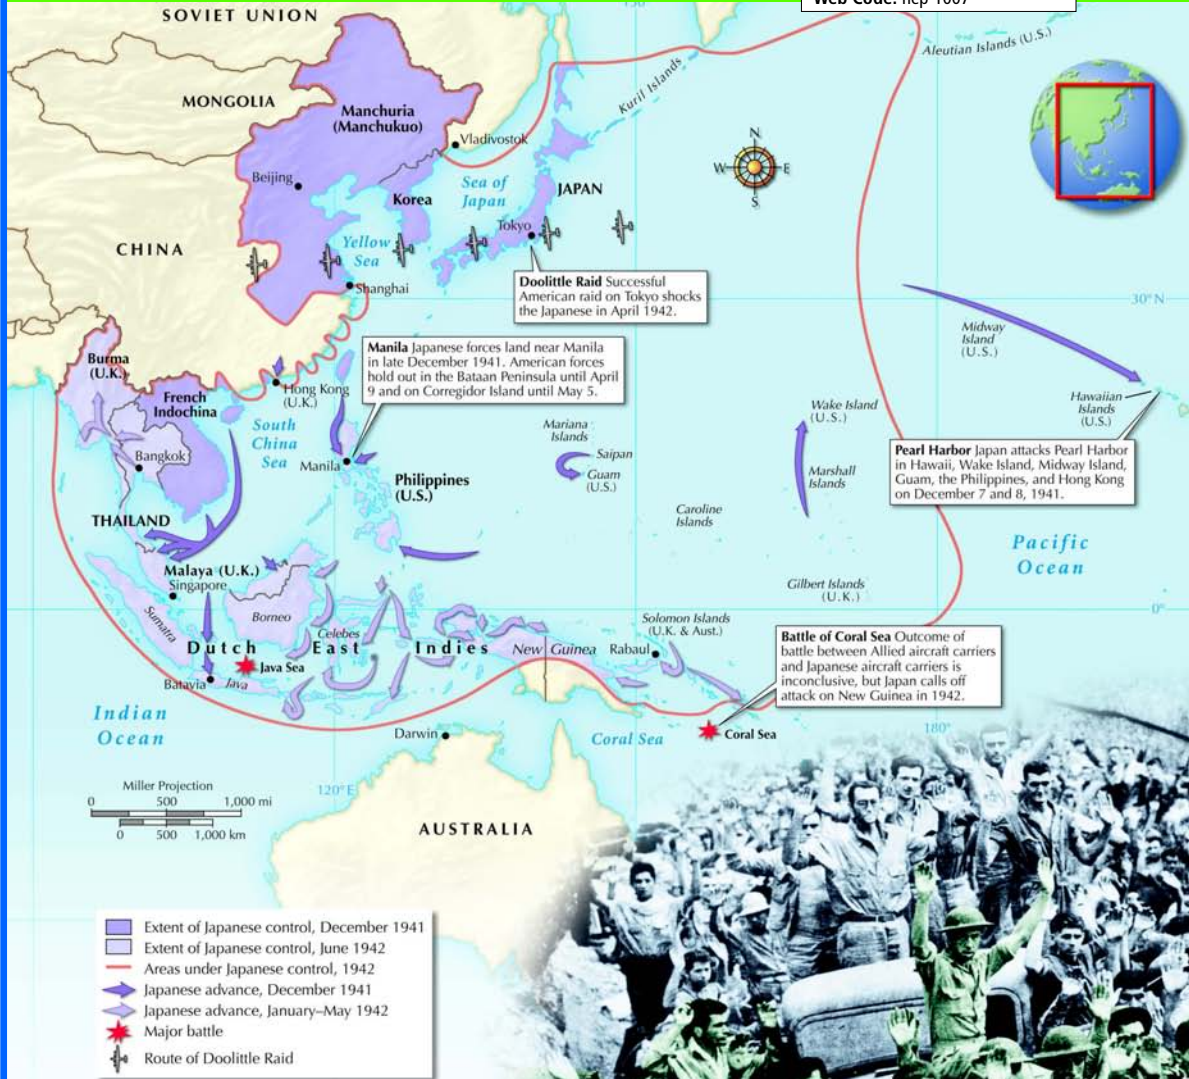 Web Code: ncp-1007
SOVIET UNION
150°
Aleutian Islands (U.S.)
Kuril Islands
MONGOLIA
Manchuria
(Manchukuo)
Vladivostok
N
W
E
S
Beijing
Sea of
Japan
JAPAN
Korea
Tokyo
CHINA
Yellow
Sea
Shanghai
Doolittle Raid Successful
American raid on Tokyo shocks
the Japanese in April 1942.
30° N
Midway
Island
(U.S.)
Manila Japanese forces land near Manila
in late December 1941. American forces
hold out in the Bataan Peninsula until April
9 and on Corregidor Island until May 5.
Burma
(U.K.)
French
Indochina
Hong Kong
(U.K.)
Hawaiian
Islands
(U.S.)
Wake Island
(U.S.)
South
China
Sea
Mariana
Islands
Saipan
Guam
(U.S.)
Bangkok
Manila
Philippines
(U.S.)
Marshall
Islands
Pearl Harbor Japan attacks Pearl Harbor
in Hawaii, Wake Island, Midway Island,
Guam, the Philippines, and Hong Kong
on December 7 and 8, 1941.
Caroline
Islands
THAILAND
Pacific
Ocean
Malaya (U.K.)
Singapore
Gilbert Islands
(U.K.)
0°
Sumatra
Borneo
Celebes
Solomon Islands
(U.K. & Aust.)
Dutch East Indies
New Guinea
Rabaul
Java Sea
Batavia
Java
Battle of Coral Sea Outcome of
battle between Allied aircraft carriers
and Japanese aircraft carriers is
inconclusive, but Japan calls off
attack on New Guinea in 1942.
Indian
Ocean
Darwin
Coral Sea
Coral Sea
180°
Miller Projection
0 500 1,000 mi
0 500 1,000 km
120° E
AUSTRALIA
Extent of Japanese control, December 1941
Extent of Japanese control, June 1942
Areas under Japanese control, 1942
Japanese advance, December 1941
Japanese advance, January–May 1942
Major battle
Route of Doolittle Raid